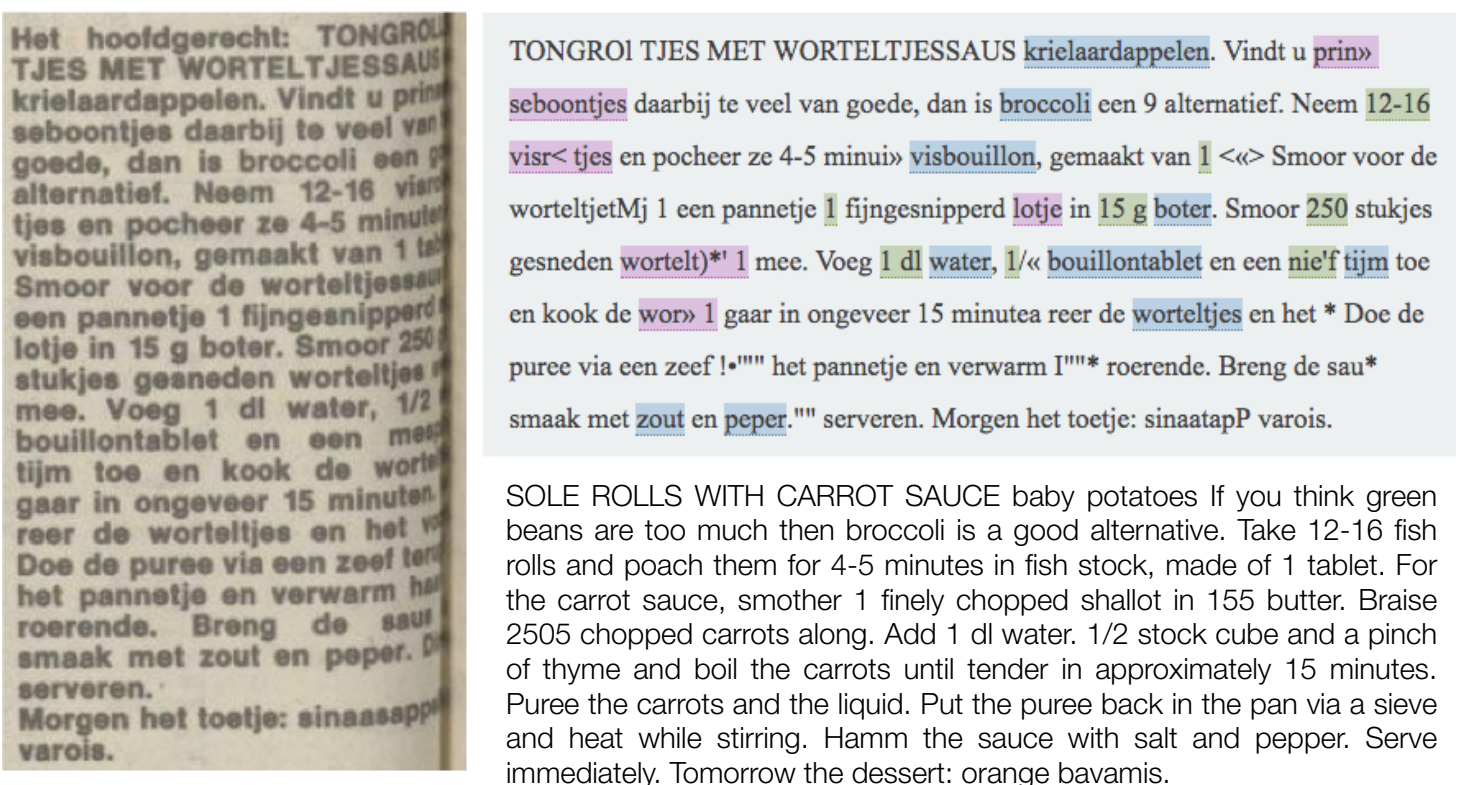 Het hoofdgerecht: TONGROL
TJES MET WORTELTJESSAUS
krielaardappelen. Vindt u prin
seboontjes daarbij te veel van
goede, dan is broccoli een g
alternatief. Neem 12-16 visro
tjes en pocheer ze 4-5 minuten
visbouillon, gemaakt van 1 tab
Smoor voor de worteltjessau
een pannetje 1 fijngesnipperd
lotje in 15 g boter. Smoor 250
stukjes gesneden worteltjes
mee. Voeg 1 dl water, 1/2
bouillontablet en een mesp
tijm toe en kook de wortel
gaar in ongeveer 15 minuten.
reer de worteltjes en het vo
Doe de puree via een zeef teru
het pannetje en verwarm ha
roerende. Breng de saus
smaak met zout en peper. D
serveren.
Morgen het toetje: sinaasapp
varois.
TONGROl TJES MET WORTELTJESSAUS krielaardappelen. Vindt u prin»
seboontjes daarbij te veel van goede, dan is broccoli een 9 alternatief. Neem 12-16
visr< tjes en pocheer ze 4-5 minui» visbouillon, gemaakt van 1 <«> Smoor voor de
worteltjetMj 1 een pannetje 1 fijngesnipperd lotje in 15 g boter. Smoor 250 stukjes
gesneden wortelt)*' 1 mee. Voeg 1 dl water, 1/« bouillontablet en een nie'f tijm toe
en kook de wor» 1 gaar in ongeveer 15 minutea reer de worteltjes en het * Doe de
puree via een zeef !•"'"' het pannetje en verwarm I""* roerende. Breng de sau*
smaak met zout en peper."" serveren. Morgen het toetje: sinaatapP varois.
SOLE ROLLS WITH CARROT SAUCE baby potatoes If you think green
beans are too much then broccoli is a good alternative. Take 12-16 fish
rolls and poach them for 4-5 minutes in fish stock, made of 1 tablet. For
the carrot sauce, smother 1 finely chopped shallot in 155 butter. Braise
2505 chopped carrots along. Add 1 dl water. 1/2 stock cube and a pinch
of thyme and boil the carrots until tender in approximately 15 minutes.
Puree the carrots and the liquid. Put the puree back in the pan via a sieve
and heat while stirring. Hamm the sauce with salt and pepper. Serve
immediately. Tomorrow the dessert: orange bavamis.